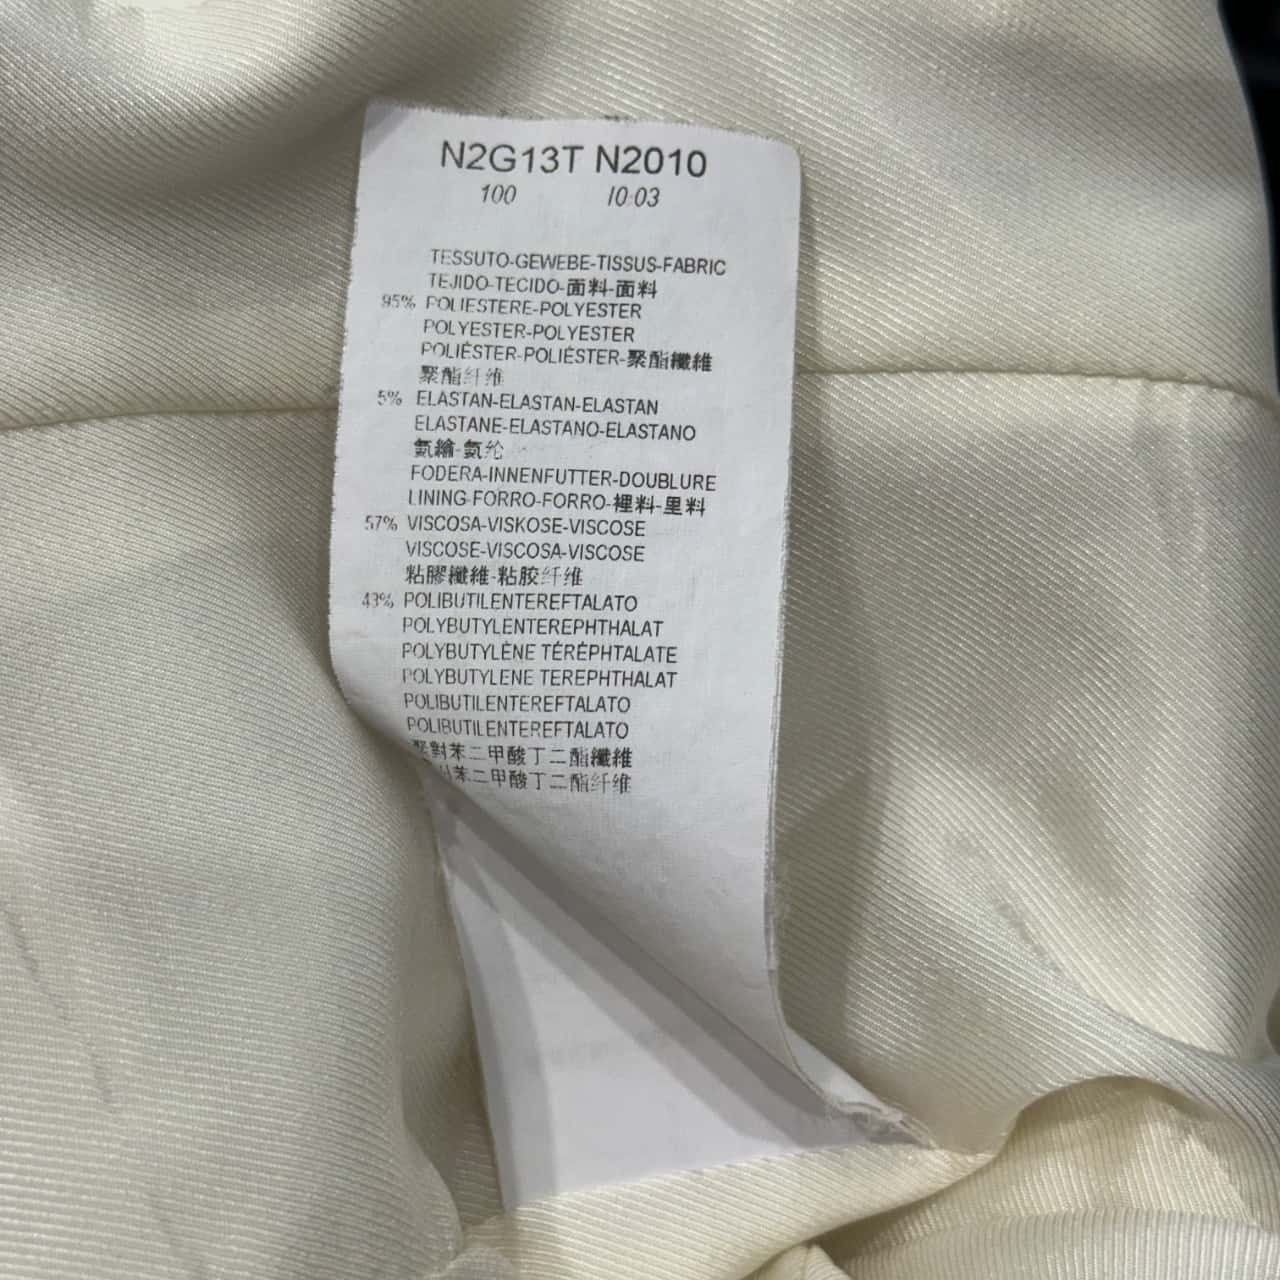 N2G13T N2010
100 10 03
TESSUTO-GEWEBE-TISSUS-FABRIC
TEJIDO-TECIDO-面料-面料
95% POLIESTERE-POLYESTER
POLYESTER-POLYESTER
POLIÉSTER-POLIÉSTER-聚酯纖維
聚酯纤维
5% ELASTAN-ELASTAN-ELASTAN
ELASTANE-ELASTANO-ELASTANO
氨綸-氨纶
FODERA-INNENFUTTER-DOUBLURE
LINING-FORRO-FORRO-裡料-里料
57% VISCOSA-VISKOSE-VISCOSE
VISCOSE-VISCOSA-VISCOSE
粘膠纖維-粘胶纤维
43% POLIBUTILENTEREFTALATO
POLYBUTYLENTEREPHTHALAT
POLYBUTYLÈNE TÉRÉPHTALATE
POLYBUTYLENE TEREPHTHALAT
POLIBUTILENTEREFTALATO
POLIBUTILENTEREFTALATO
聚對苯二甲酸丁二酯纖維
苯二甲酸丁二酯纤维